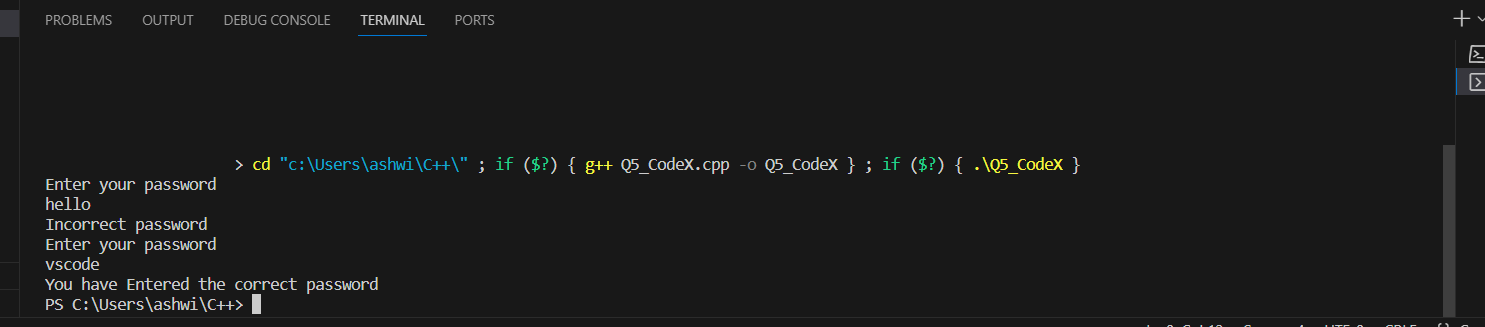 PROBLEMS OUTPUT DEBUG CONSOLE TERMINAL PORTS
> cd "c:\Users\ashwi\C++\" ; if ($?) { g++ Q5_CodeX.cpp -o Q5_CodeX } ; if ($?) { .\Q5_CodeX }
Enter your password
hello
Incorrect password
Enter your password
vscode
You have Entered the correct password
PS C:\Users\ashwi\C++>